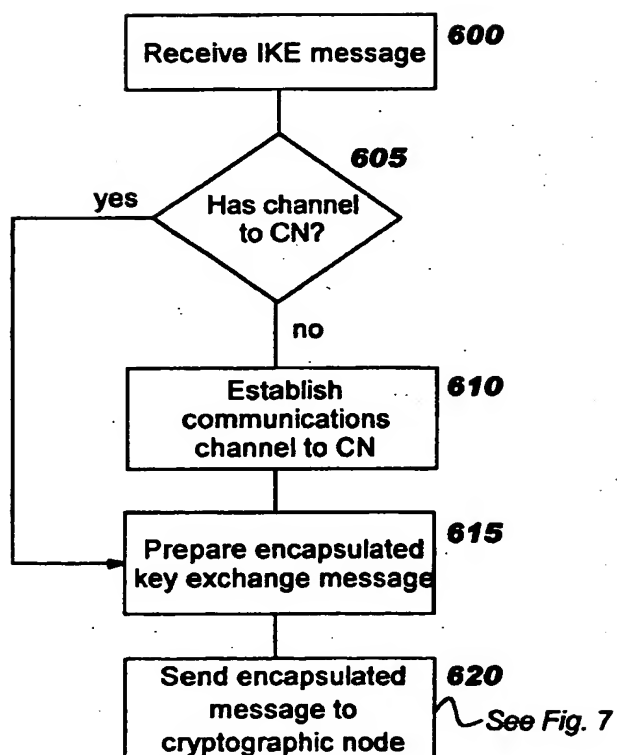 Receive IKE message
600
605
yes
Has channel
to CN?
no
Establish
communications
channel to CN
610
Prepare encapsulated
key exchange message
615
Send encapsulated
message to
cryptographic node
620
See Fig. 7